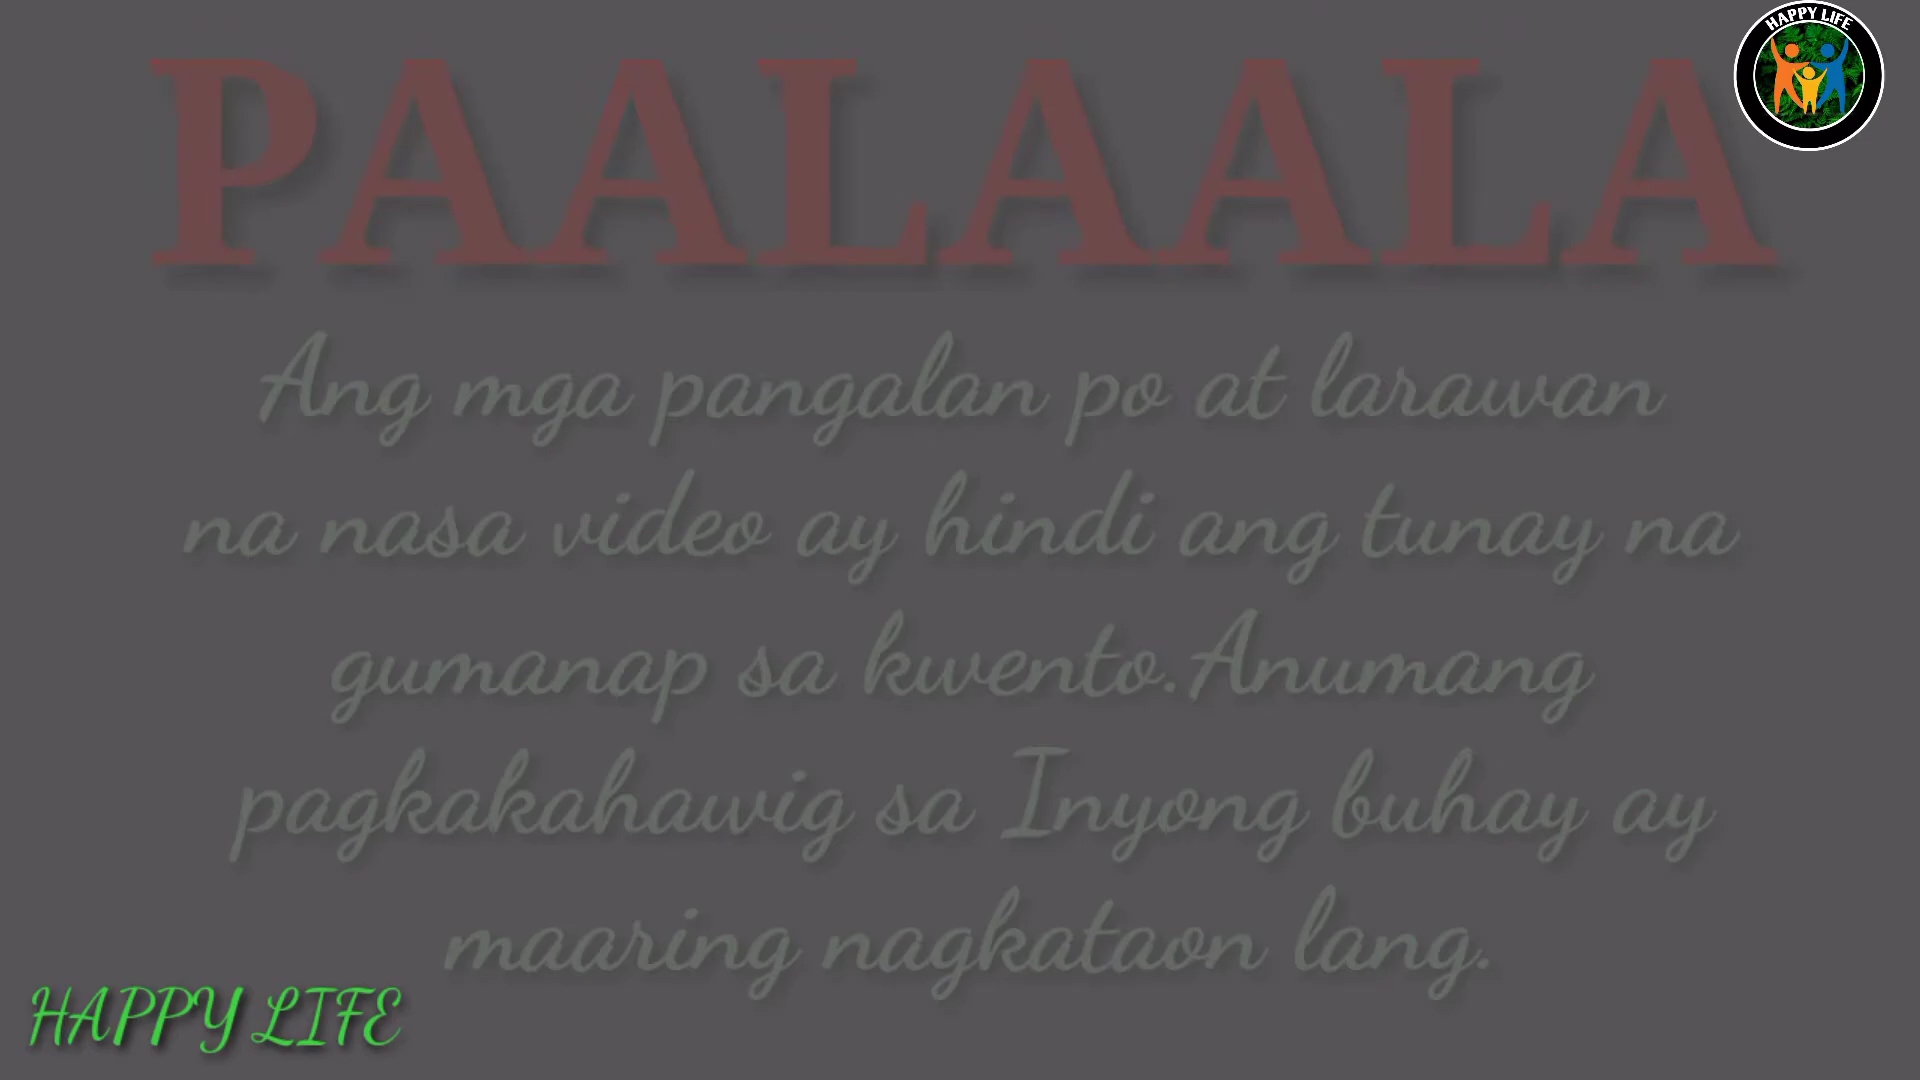 HAPPY LIFE
PAALAALA
Ang mga pangalan po at larawan
na nasa video ay hindi ang tunay na
gumanap sa kwento.Anumang
pagkakahawig sa Inyong buhay ay
maaring nagkataon lang.
HAPPY LIFE